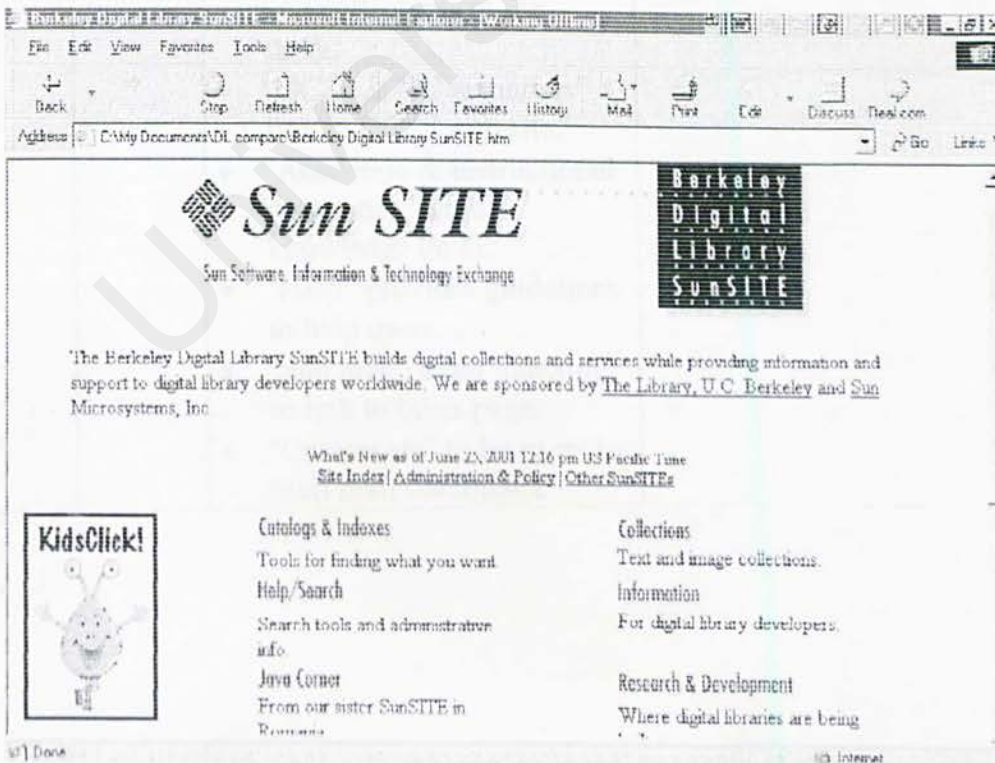 Berkeley Digital Library SunSITE - Microsoft Internet Explorer - [Working Offline]
File Edit View Favorites Tools Help
Back Stop Refresh Home Search Favorites History Mail Print Edit Discuss Real.com
Address C:\My Documents\DL compare\Berkeley Digital Library SunSITE.htm Go Links
Sun SITE
Sun Software, Information & Technology Exchange
Berkeley
Digital
Library
SunSITE
The Berkeley Digital Library SunSITE builds digital collections and services while providing information and
support to digital library developers worldwide. We are sponsored by The Library, U.C. Berkeley and Sun
Microsystems, Inc
What's New as of June 25, 2001 12:16 pm US Pacific Time
Site Index | Administration & Policy | Other SunSITEs
KidsClick!
Catalogs & Indexes
Tools for finding what you want.
Help/Search
Search tools and administrative
info.
Java Corner
From our sister SunSITE in
Romania
Collections
Text and image collections.
Information
For digital library developers.
Research & Development
Where digital libraries are being
Done Internet
Univers